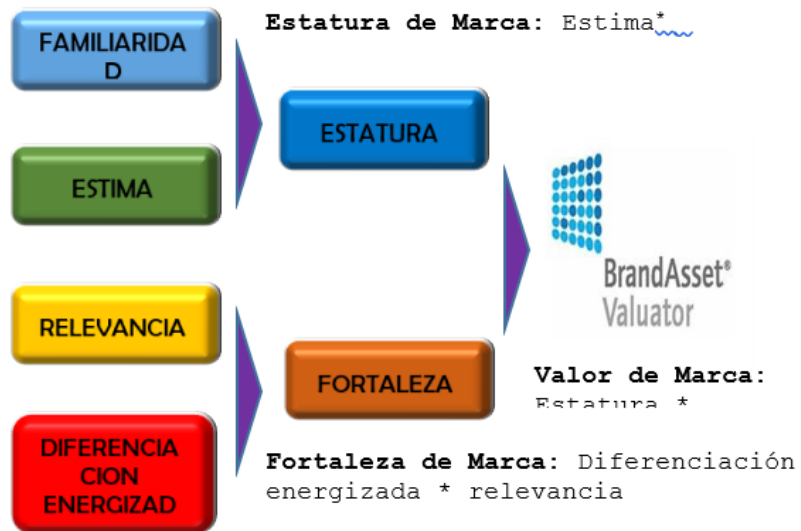 FAMILIARIDA
D
Estatura de Marca: Estima*
ESTATURA
ESTIMA
BrandAsset®
Valuator
RELEVANCIA
FORTALEZA
Valor de Marca:
Estatura *
DIFERENCIA
CION
ENERGIZAD
Fortaleza de Marca: Diferenciación
energizada * relevancia